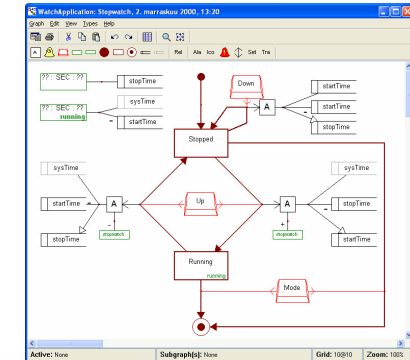 WatchApplication: Stopwatch, 2. marraskuu 2000, 13:20
Graph Edit View Types Help
A Rel Ala Ico Set Tra
?? : SEC : ??
stopTime
?? : SEC : ??
running
sysTime
startTime
Down
A
startTime
startTime
stopTime
Stopped
sysTime
startTime
stopTime
A
stopwatch
Up
A
stopwatch
sysTime
stopTime
startTime
Running
running
Mode
Active: None
Subgraph(s): None
Grid: 10@10
Zoom: 100%